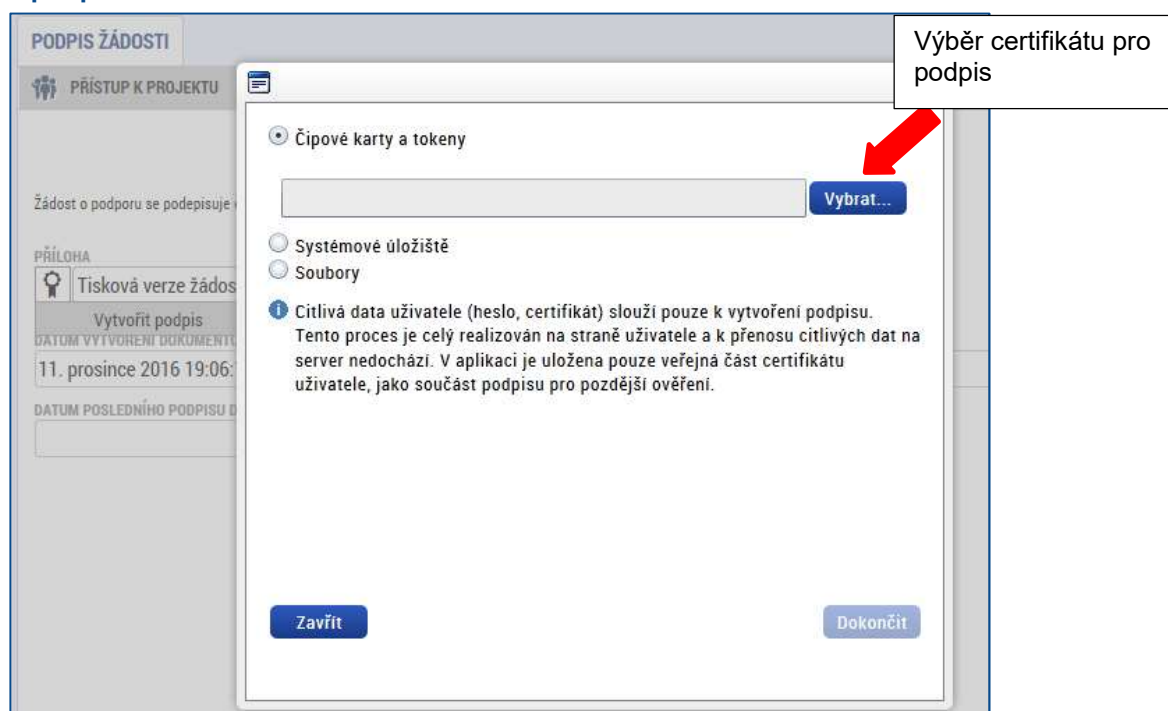 PODPIS ŽÁDOSTI
Výběr certifikátu pro
podpis
PŘÍSTUP K PROJEKTU
Čipové karty a tokeny
Vybrat...
Žádost o podporu se podepisuje
Systémové úložiště
PŘÍLOHA
Soubory
Tisková verze
Citlivá data uživatele (heslo, certifikát) slouží pouze k vytvoření podpisu.
Vytvořit podpis
Tento proces je celý realizován na straně uživatele a k přenosu citlivých dat na
DATUM VYTVOŘENÍ
server nedochází. V aplikaci je uložena pouze veřejná část certifikátu
11. prosince 2016 19:06:
uživatele, jako součást podpisu pro pozdější ověření.
DATUM POSLEDNÍHO PODPISU
Zavřít
Dokončit